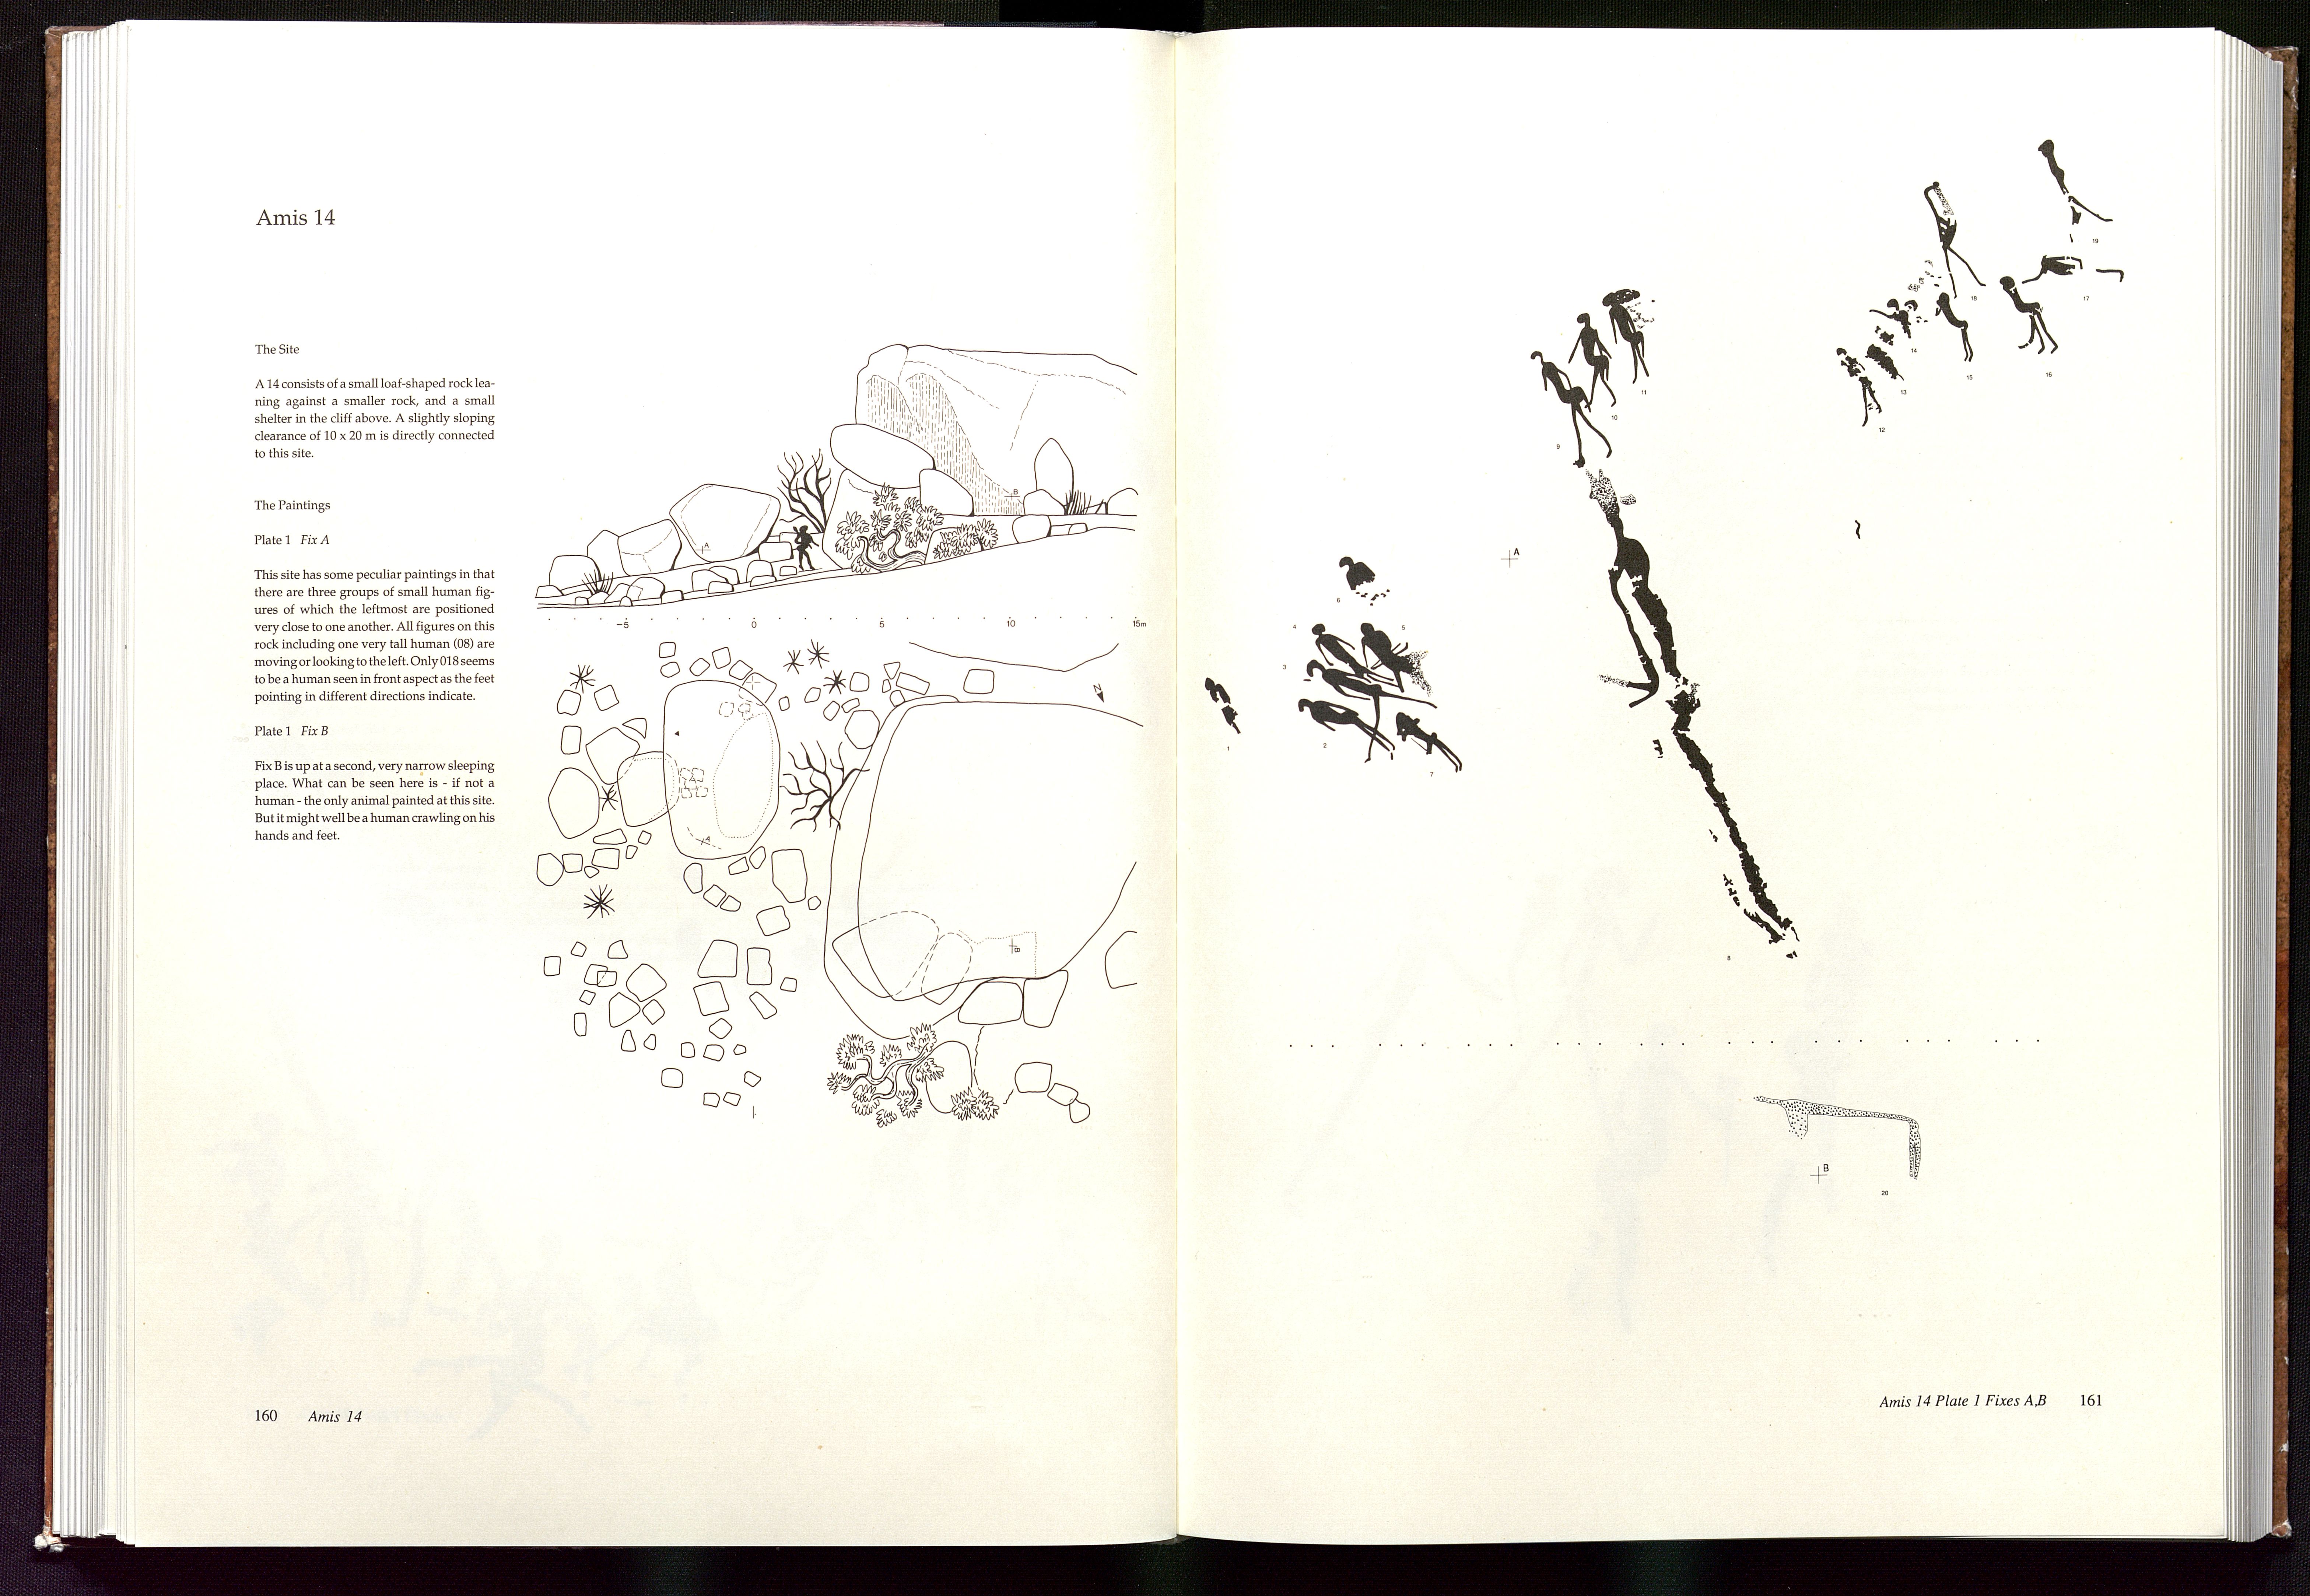 Amis 14
The Site
A 14 consists of a small loaf-shaped rock lea-
ning against a smaller rock, and a small
shelter in the cliff above. A slightly sloping
clearance of 10 x 20 m is directly connected
to this site.
The Paintings
Plate 1 Fix A
This site has some peculiar paintings in that
there are three groups of small human fig-
ures of which the leftmost are positioned
very close to one another. All figures on this
rock including one very tall human (08) are
moving or looking to the left. Only 018 seems
to be a human seen in front aspect as the feet
pointing in different directions indicate.
Plate 1 Fix B
Fix B is up at a second, very narrow sleeping
place. What can be seen here is - if not a
human - the only animal painted at this site.
But it might well be a human crawling on his
hands and feet.
B
A
-5 0 5 10 15m
N
A
B
160 Amis 14
19
18
17
14
15
16
13
12
11
10
9
A
6
4
5
3
1
2
7
8
B
20
Amis 14 Plate 1 Fixes A,B 161